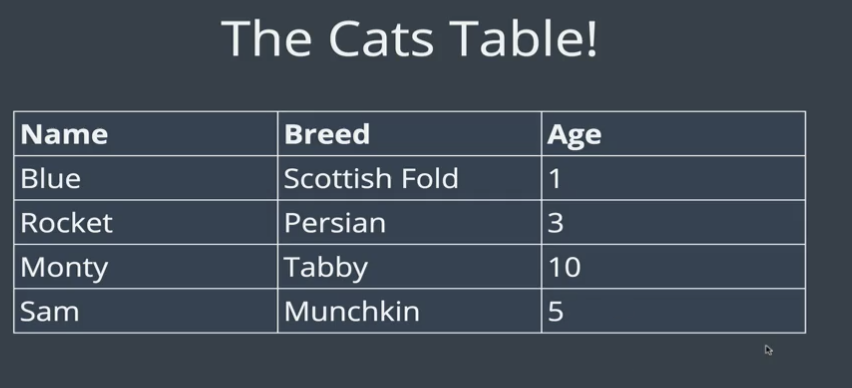 The Cats Table!
Name Breed Age
Blue Scottish Fold 1
Rocket Persian 3
Monty Tabby 10
Sam Munchkin 5